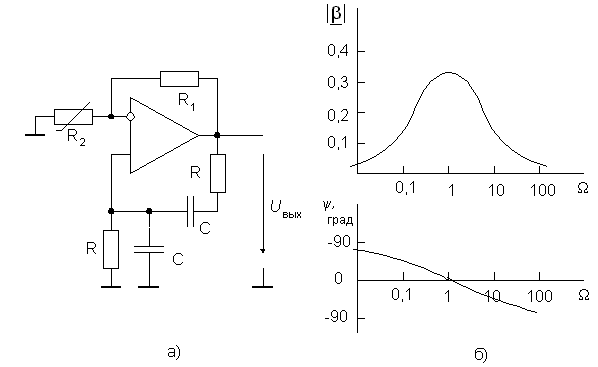 R₁
R₂
R
C
R
C
Uвых
а)
|β|
0,4
0,3
0,2
0,1
0,1 1 10 100 Ω
ψ,
град
-90
0
0,1 1 10 100 Ω
-90
б)